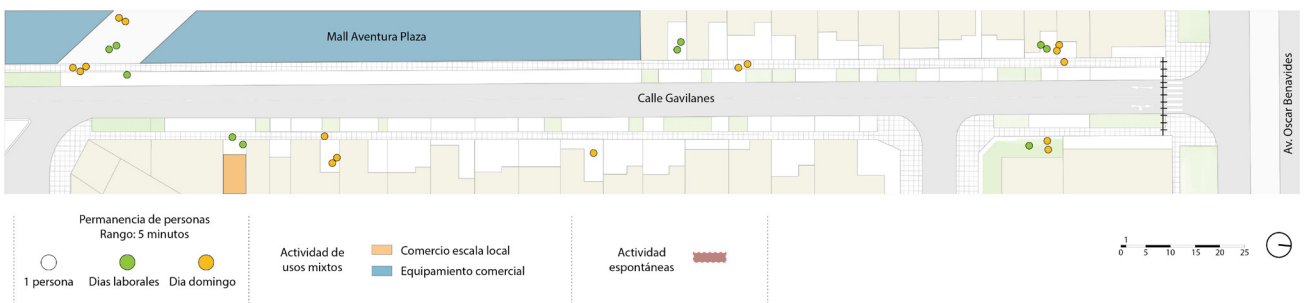 Mall Aventura Plaza
Calle Gavilanes
Av. Oscar Benavides
Permanencia de personas
Rango: 5 minutos
1 persona
Dias laborales
Dia domingo
Actividad de
usos mixtos
Comercio escala local
Equipamiento comercial
Actividad
espontáneas
1
0 5 10 15 20 25